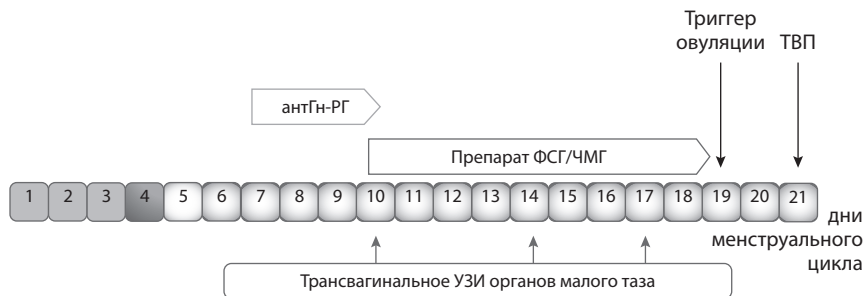 Триггер
овуляции
ТВП
антГн-РГ
Препарат ФСГ/ЧМГ
1 2 3 4 5 6 7 8 9 10 11 12 13 14 15 16 17 18 19 20 21
дни
менструального
цикла
Трансвагинальное УЗИ органов малого таза